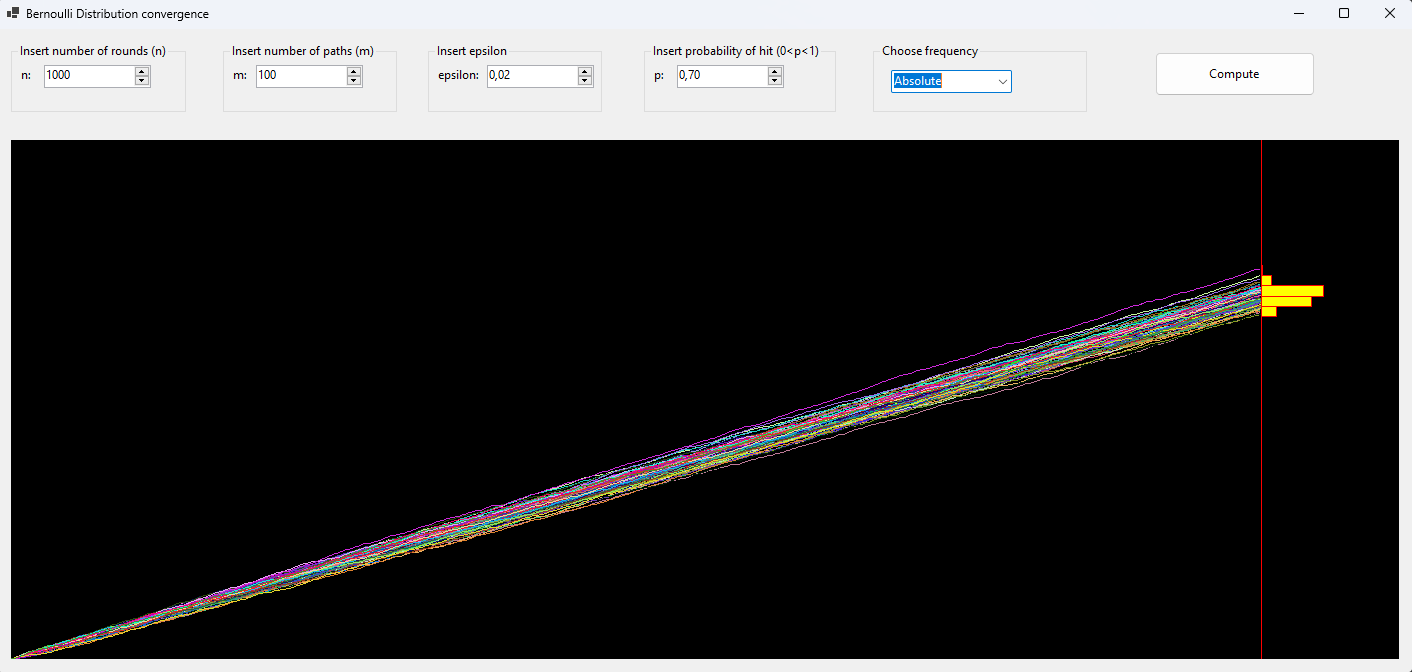 Bernoulli Distribution convergence
Insert number of rounds (n)
n: 1000
Insert number of paths (m)
m: 100
Insert epsilon
epsilon: 0,02
Insert probability of hit (0<p<1)
p: 0,70
Choose frequency
Absolute
Compute